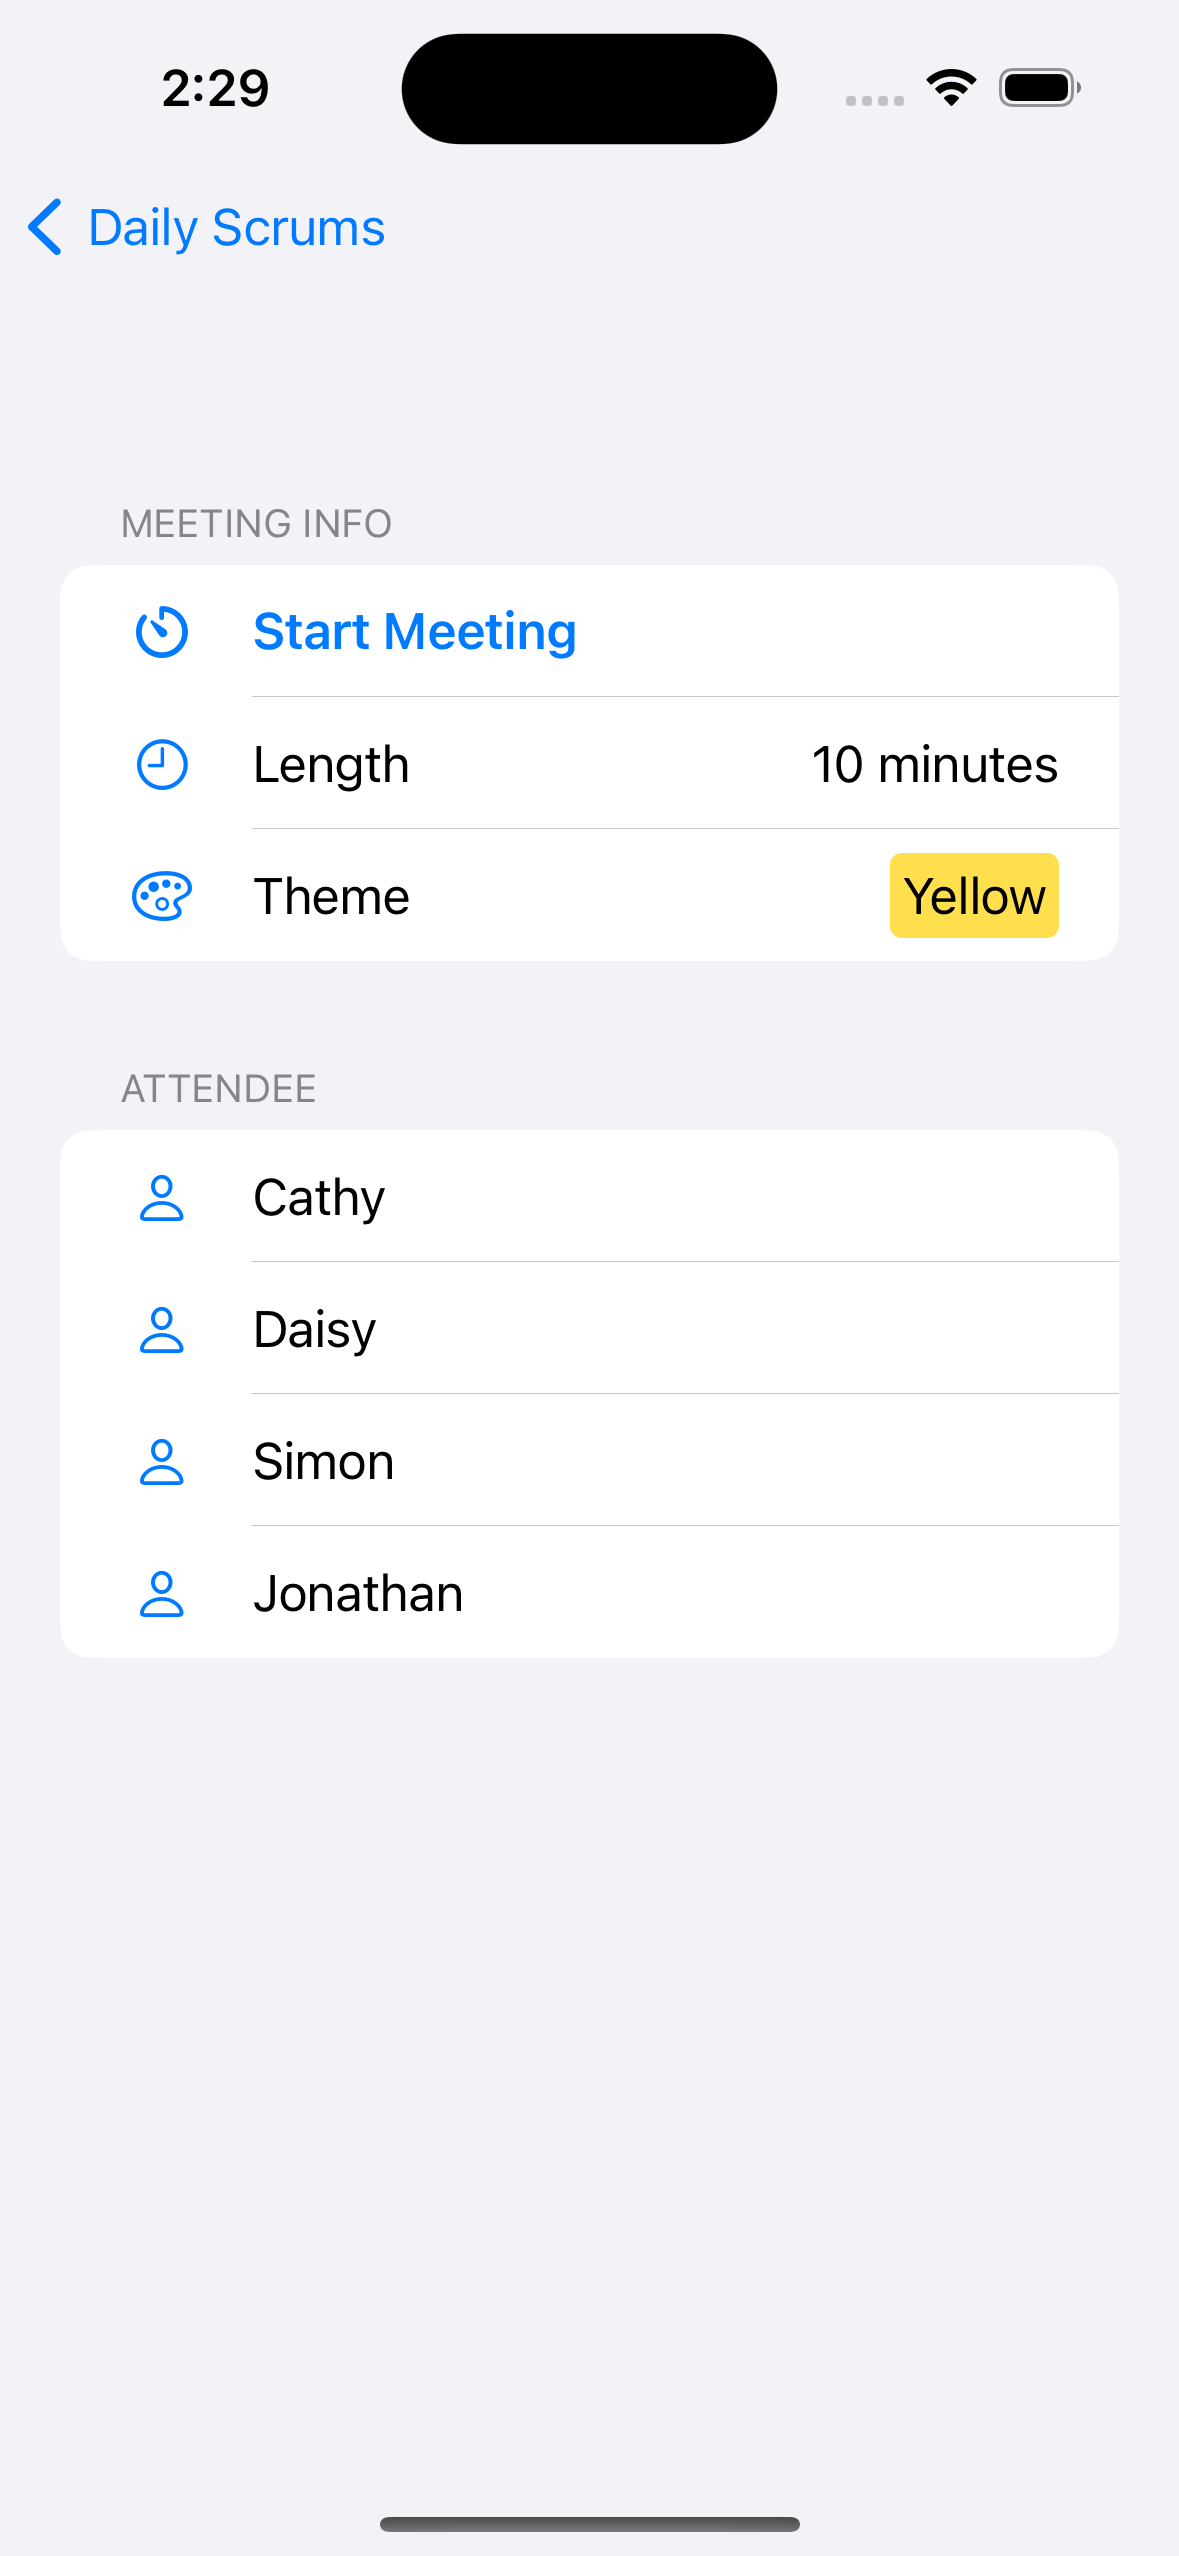 2:29
Daily Scrums
MEETING INFO
Start Meeting
Length 10 minutes
Theme Yellow
ATTENDEE
Cathy
Daisy
Simon
Jonathan